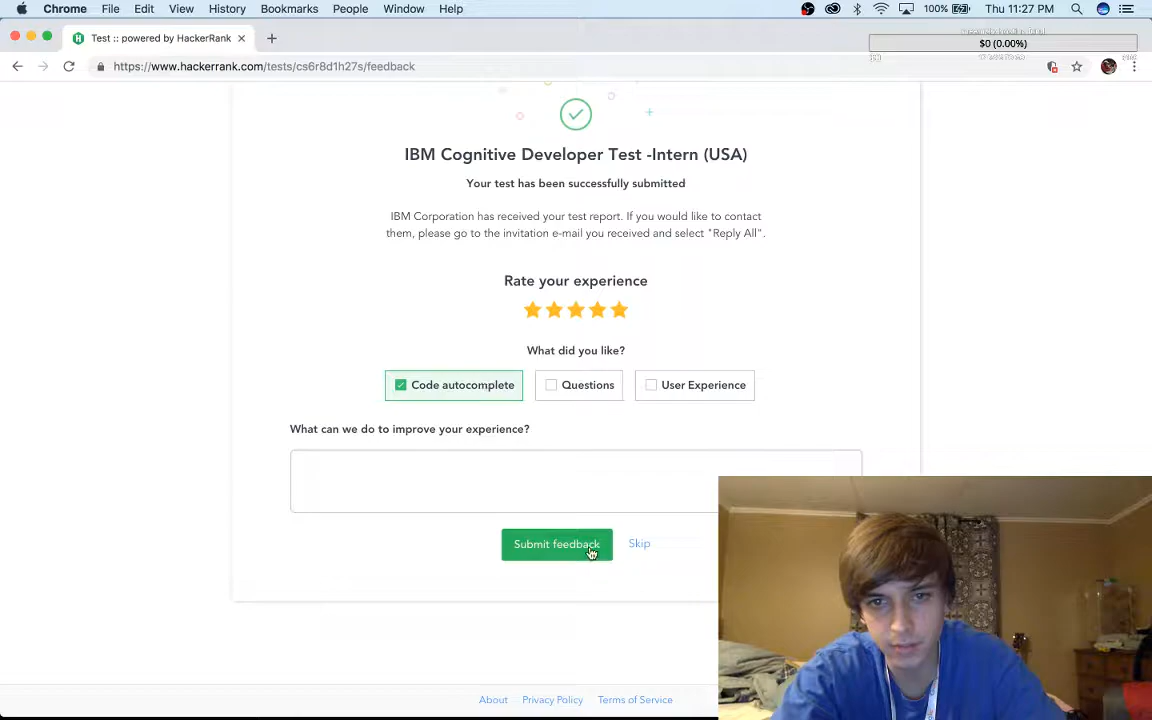 Chrome File Edit View History Bookmarks People Window Help 100% Thu 11:27 PM
Test :: powered by HackerRank
$0 (0.00%)
https://www.hackerrank.com/tests/cs6r8d1h27s/feedback
IBM Cognitive Developer Test -Intern (USA)
Your test has been successfully submitted
IBM Corporation has received your test report. If you would like to contact
them, please go to the invitation e-mail you received and select "Reply All".
Rate your experience
What did you like?
Code autocomplete Questions User Experience
What can we do to improve your experience?
Submit feedback Skip
About Privacy Policy Terms of Service